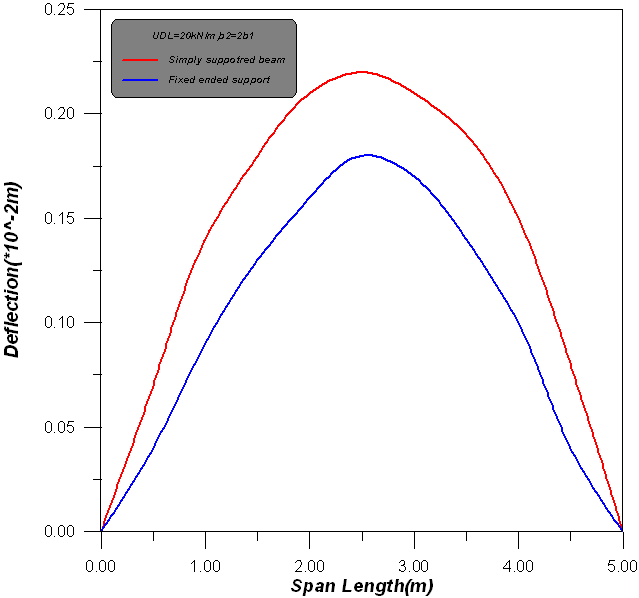 UDL=20kN/m,b2=2b1
Simply suppotred beam
Fixed ended support
0.25
0.20
0.15
0.10
0.05
0.00
Deflection(*10^-2m)
0.00 1.00 2.00 3.00 4.00 5.00
Span Length(m)